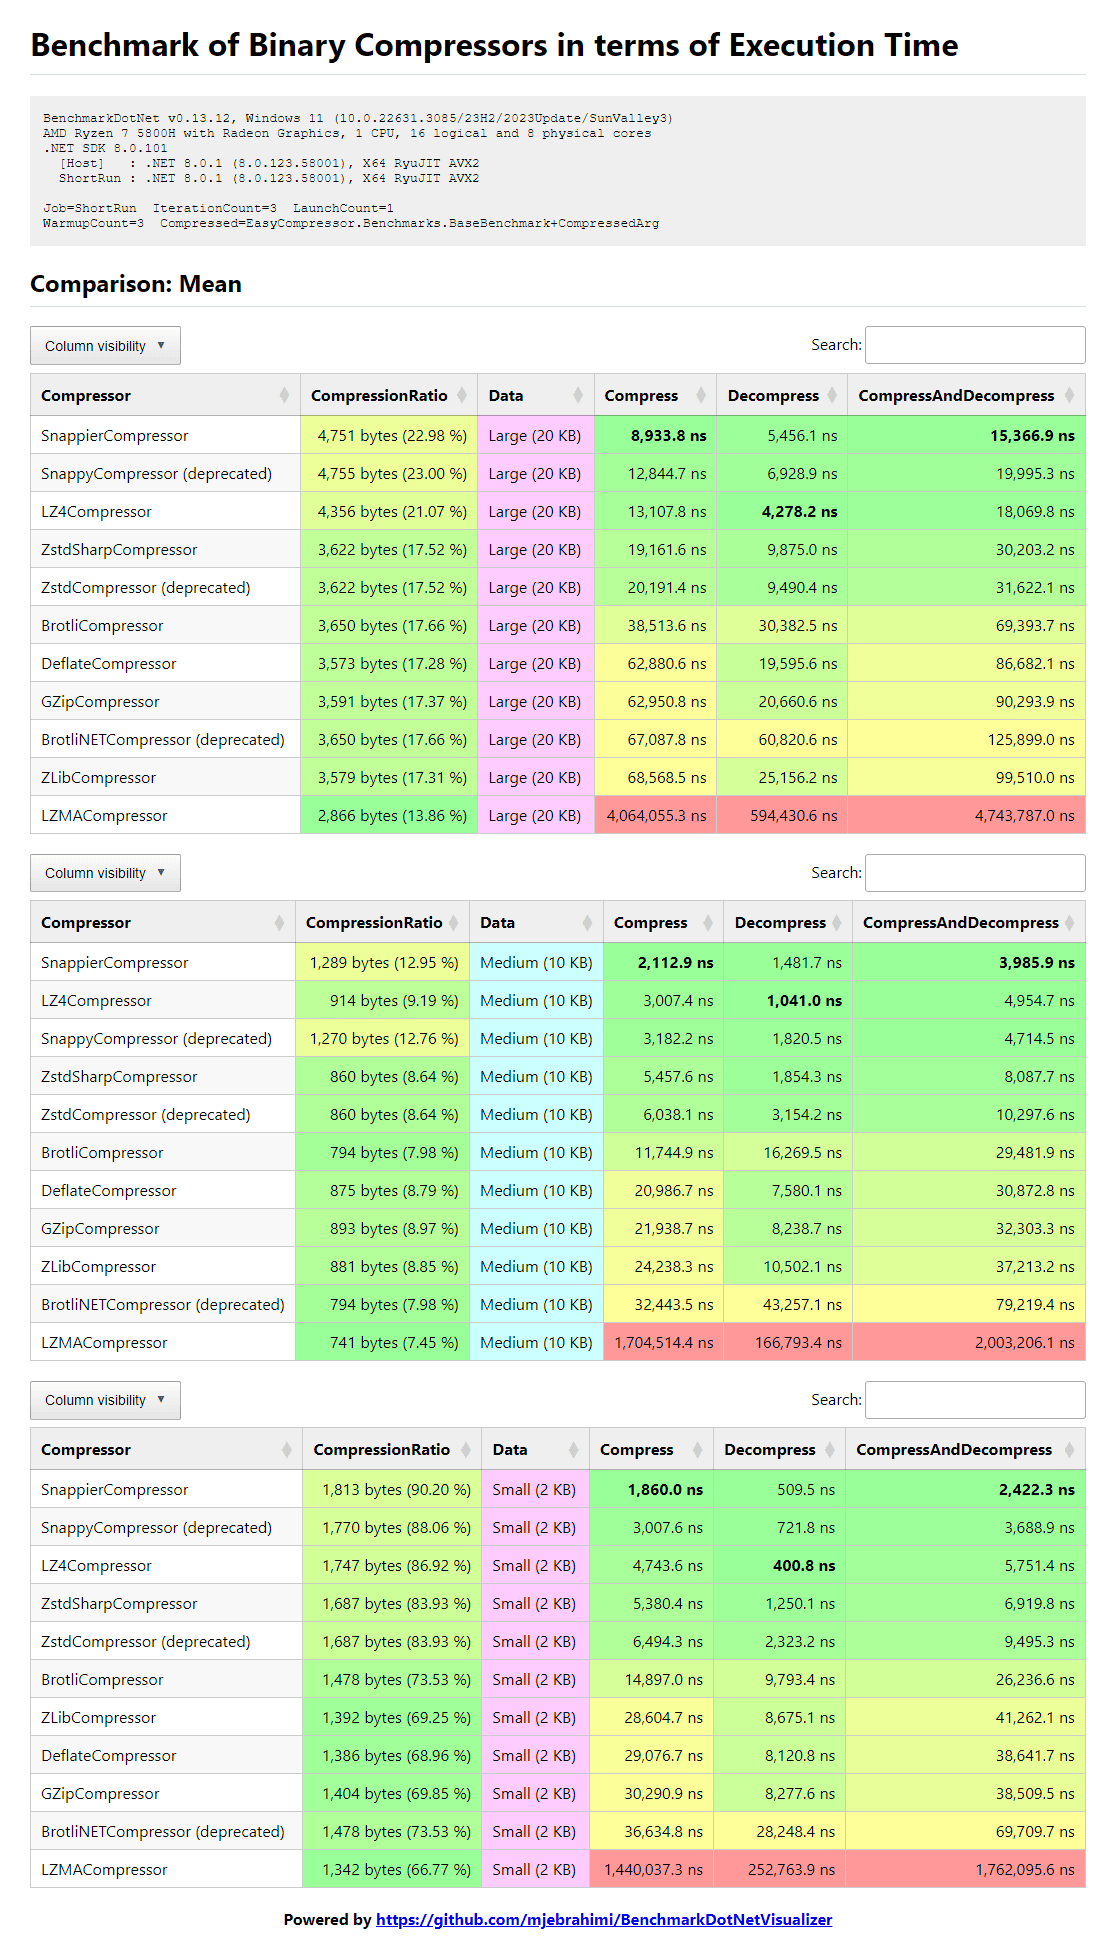 Benchmark of Binary Compressors in terms of Execution Time
BenchmarkDotNet v0.13.12, Windows 11 (10.0.22631.3085/23H2/2023Update/SunValley3)
AMD Ryzen 7 5800H with Radeon Graphics, 1 CPU, 16 logical and 8 physical cores
.NET SDK 8.0.101
[Host]   : .NET 8.0.1 (8.0.123.58001), X64 RyuJIT AVX2
ShortRun : .NET 8.0.1 (8.0.123.58001), X64 RyuJIT AVX2
Job=ShortRun  IterationCount=3  LaunchCount=1
WarmupCount=3  Compressed=EasyCompressor.Benchmarks.BaseBenchmark+CompressedArg
Comparison: Mean
Column visibility ▼ Search:
Compressor CompressionRatio Data Compress Decompress CompressAndDecompress
SnappierCompressor 4,751 bytes (22.98 %) Large (20 KB) 8,933.8 ns 5,456.1 ns 15,366.9 ns
SnappyCompressor (deprecated) 4,755 bytes (23.00 %) Large (20 KB) 12,844.7 ns 6,928.9 ns 19,995.3 ns
LZ4Compressor 4,356 bytes (21.07 %) Large (20 KB) 13,107.8 ns 4,278.2 ns 18,069.8 ns
ZstdSharpCompressor 3,622 bytes (17.52 %) Large (20 KB) 19,161.6 ns 9,875.0 ns 30,203.2 ns
ZstdCompressor (deprecated) 3,622 bytes (17.52 %) Large (20 KB) 20,191.4 ns 9,490.4 ns 31,622.1 ns
BrotliCompressor 3,650 bytes (17.66 %) Large (20 KB) 38,513.6 ns 30,382.5 ns 69,393.7 ns
DeflateCompressor 3,573 bytes (17.28 %) Large (20 KB) 62,880.6 ns 19,595.6 ns 86,682.1 ns
GZipCompressor 3,591 bytes (17.37 %) Large (20 KB) 62,950.8 ns 20,660.6 ns 90,293.9 ns
BrotliNETCompressor (deprecated) 3,650 bytes (17.66 %) Large (20 KB) 67,087.8 ns 60,820.6 ns 125,899.0 ns
ZLibCompressor 3,579 bytes (17.31 %) Large (20 KB) 68,568.5 ns 25,156.2 ns 99,510.0 ns
LZMACompressor 2,866 bytes (13.86 %) Large (20 KB) 4,064,055.3 ns 594,430.6 ns 4,743,787.0 ns
Column visibility ▼ Search:
Compressor CompressionRatio Data Compress Decompress CompressAndDecompress
SnappierCompressor 1,289 bytes (12.95 %) Medium (10 KB) 2,112.9 ns 1,481.7 ns 3,985.9 ns
LZ4Compressor 914 bytes (9.19 %) Medium (10 KB) 3,007.4 ns 1,041.0 ns 4,954.7 ns
SnappyCompressor (deprecated) 1,270 bytes (12.76 %) Medium (10 KB) 3,182.2 ns 1,820.5 ns 4,714.5 ns
ZstdSharpCompressor 860 bytes (8.64 %) Medium (10 KB) 5,457.6 ns 1,854.3 ns 8,087.7 ns
ZstdCompressor (deprecated) 860 bytes (8.64 %) Medium (10 KB) 6,038.1 ns 3,154.2 ns 10,297.6 ns
BrotliCompressor 794 bytes (7.98 %) Medium (10 KB) 11,744.9 ns 16,269.5 ns 29,481.9 ns
DeflateCompressor 875 bytes (8.79 %) Medium (10 KB) 20,986.7 ns 7,580.1 ns 30,872.8 ns
GZipCompressor 893 bytes (8.97 %) Medium (10 KB) 21,938.7 ns 8,238.7 ns 32,303.3 ns
ZLibCompressor 881 bytes (8.85 %) Medium (10 KB) 24,238.3 ns 10,502.1 ns 37,213.2 ns
BrotliNETCompressor (deprecated) 794 bytes (7.98 %) Medium (10 KB) 32,443.5 ns 43,257.1 ns 79,219.4 ns
LZMACompressor 741 bytes (7.45 %) Medium (10 KB) 1,704,514.4 ns 166,793.4 ns 2,003,206.1 ns
Column visibility ▼ Search:
Compressor CompressionRatio Data Compress Decompress CompressAndDecompress
SnappierCompressor 1,813 bytes (90.20 %) Small (2 KB) 1,860.0 ns 509.5 ns 2,422.3 ns
SnappyCompressor (deprecated) 1,770 bytes (88.06 %) Small (2 KB) 3,007.6 ns 721.8 ns 3,688.9 ns
LZ4Compressor 1,747 bytes (86.92 %) Small (2 KB) 4,743.6 ns 400.8 ns 5,751.4 ns
ZstdSharpCompressor 1,687 bytes (83.93 %) Small (2 KB) 5,380.4 ns 1,250.1 ns 6,919.8 ns
ZstdCompressor (deprecated) 1,687 bytes (83.93 %) Small (2 KB) 6,494.3 ns 2,323.2 ns 9,495.3 ns
BrotliCompressor 1,478 bytes (73.53 %) Small (2 KB) 14,897.0 ns 9,793.4 ns 26,236.6 ns
ZLibCompressor 1,392 bytes (69.25 %) Small (2 KB) 28,604.7 ns 8,675.1 ns 41,262.1 ns
DeflateCompressor 1,386 bytes (68.96 %) Small (2 KB) 29,076.7 ns 8,120.8 ns 38,641.7 ns
GZipCompressor 1,404 bytes (69.85 %) Small (2 KB) 30,290.9 ns 8,277.6 ns 38,509.5 ns
BrotliNETCompressor (deprecated) 1,478 bytes (73.53 %) Small (2 KB) 36,634.8 ns 28,248.4 ns 69,709.7 ns
LZMACompressor 1,342 bytes (66.77 %) Small (2 KB) 1,440,037.3 ns 252,763.9 ns 1,762,095.6 ns
Powered by https://github.com/mjebrahimi/BenchmarkDotNetVisualizer